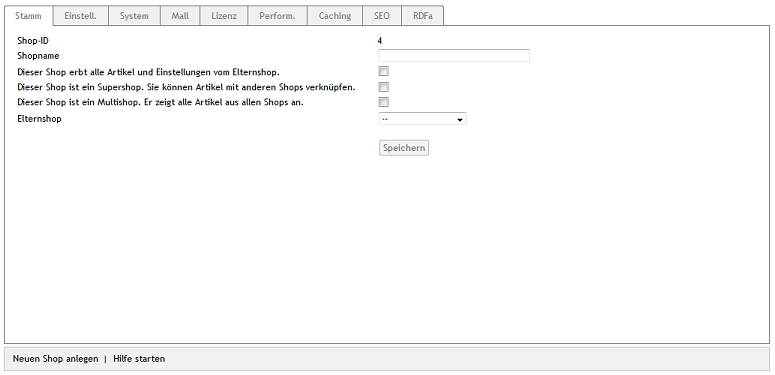 Stamm Einstell. System Mall Lizenz Perform. Caching SEO RDFa
Shop-ID 4
Shopname
Dieser Shop erbt alle Artikel und Einstellungen vom Elternshop.
Dieser Shop ist ein Supershop. Sie können Artikel mit anderen Shops verknüpfen.
Dieser Shop ist ein Multishop. Er zeigt alle Artikel aus allen Shops an.
Elternshop --
Speichern
Neuen Shop anlegen | Hilfe starten